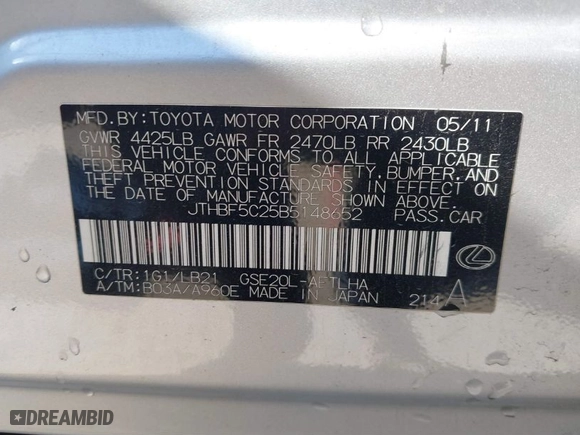 MFD.BY:TOYOTA MOTOR CORPORATION 05/11
GVWR 4425LB GAWR FR 2470LB RR 2430LB
THIS VEHICLE CONFORMS TO ALL APPLICABLE
FEDERAL MOTOR VEHICLE SAFETY, BUMPER, AND
THEFT PREVENTION STANDARDS IN EFFECT ON
THE DATE OF MANUFACTURE SHOWN ABOVE.
JTHBF5C25B5148652 PASS.CAR
C/TR:1G1/LB21 GSE20L-AETLHA
A/TM:B03A/A960E MADE IN JAPAN 214 A
DREAMBID